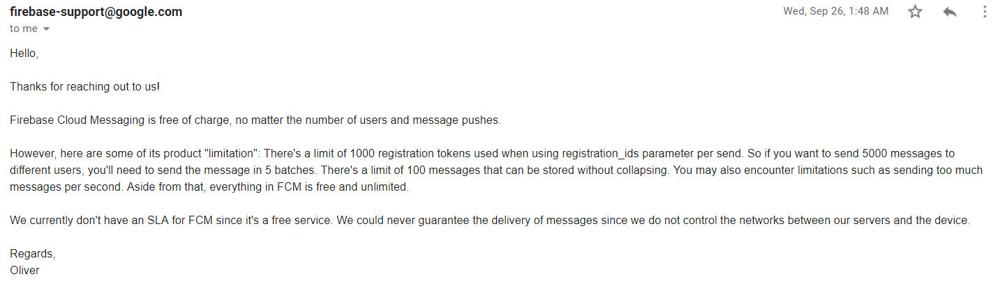 firebase-support@google.com
Wed, Sep 26, 1:48 AM
to me
Hello,
Thanks for reaching out to us!
Firebase Cloud Messaging is free of charge, no matter the number of users and message pushes.
However, here are some of its product "limitation": There's a limit of 1000 registration tokens used when using registration_ids parameter per send. So if you want to send 5000 messages to
different users, you'll need to send the message in 5 batches. There's a limit of 100 messages that can be stored without collapsing. You may also encounter limitations such as sending too much
messages per second. Aside from that, everything in FCM is free and unlimited.
We currently don't have an SLA for FCM since it's a free service. We could never guarantee the delivery of messages since we do not control the networks between our servers and the device.
Regards,
Oliver